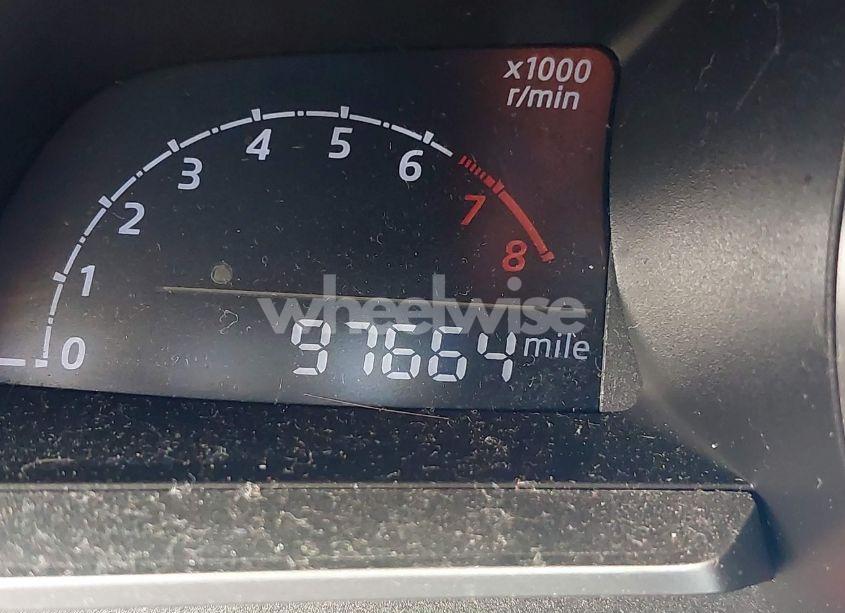 x1000
r/min
0 1 2 3 4 5 6 7 8
wheelwise
97664 mile